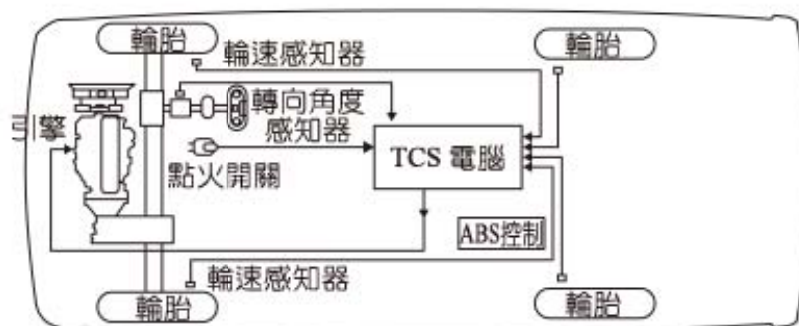 輪胎
輪胎
輪速感知器
引擎
轉向角度
感知器
TCS 電腦
點火開關
ABS控制
輪速感知器
輪胎
輪胎